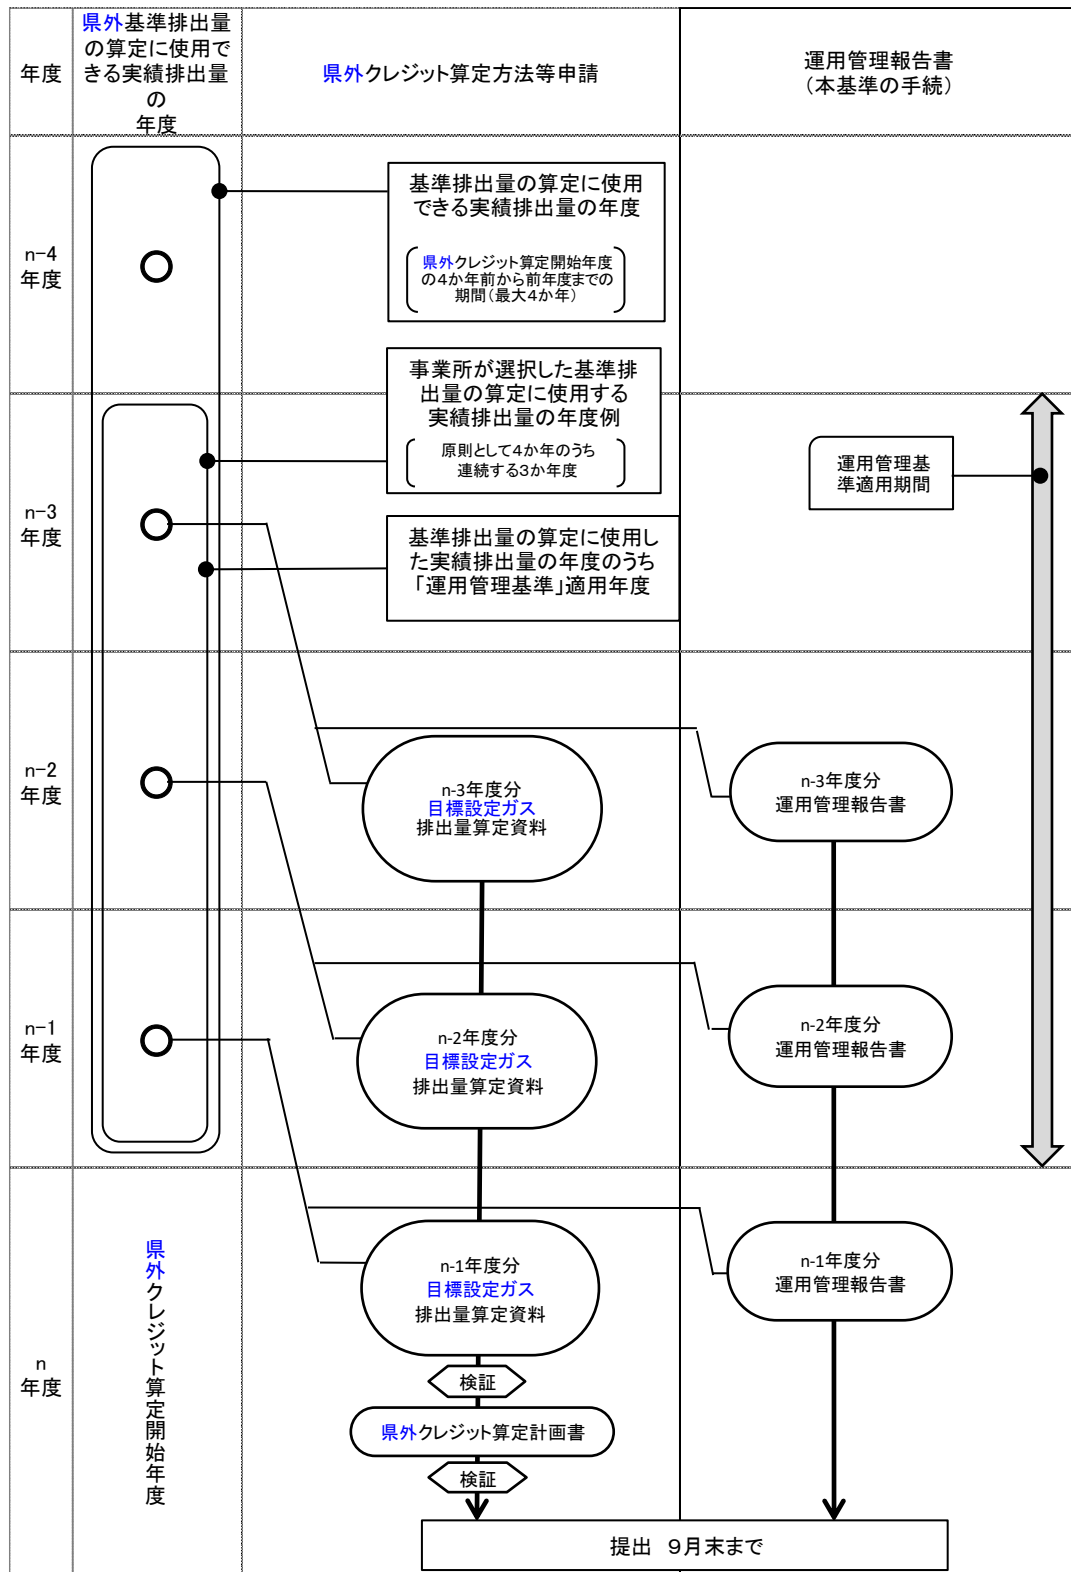 年度
県外基準排出量
の算定に使用で
きる実績排出量
の
年度
県外クレジット算定方法等申請
運用管理報告書
（本基準の手続）
n-4
年度
基準排出量の算定に使用
できる実績排出量の年度
県外クレジット算定開始年度
の４か年前から前年度までの
期間（最大４か年）
事業所が選択した基準排
出量の算定に使用する
実績排出量の年度例
原則として４か年のうち
連続する３か年度
運用管理基
準適用期間
n-3
年度
基準排出量の算定に使用し
た実績排出量の年度のうち
「運用管理基準」適用年度
n-2
年度
n-3年度分
目標設定ガス
排出量算定資料
n-3年度分
運用管理報告書
n-1
年度
n-2年度分
目標設定ガス
排出量算定資料
n-2年度分
運用管理報告書
n
年度
県外クレジット算定開始年度
n-1年度分
目標設定ガス
排出量算定資料
n-1年度分
運用管理報告書
検証
県外クレジット算定計画書
検証
提出　９月末まで